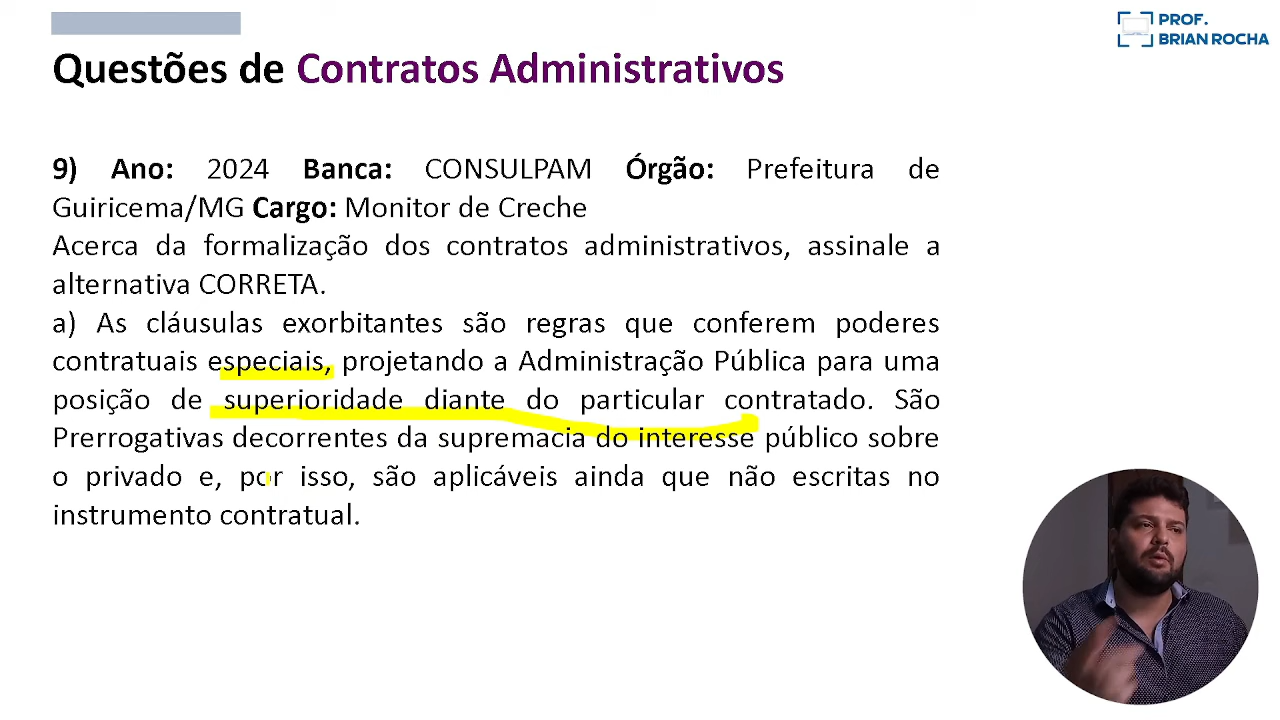 PROF.
BRIAN ROCHA
Questões de Contratos Administrativos
9) Ano: 2024 Banca: CONSULPAM Órgão: Prefeitura de
Guiricema/MG Cargo: Monitor de Creche
Acerca da formalização dos contratos administrativos, assinale a
alternativa CORRETA.
a) As cláusulas exorbitantes são regras que conferem poderes
contratuais especiais, projetando a Administração Pública para uma
posição de superioridade diante do particular contratado. São
Prerrogativas decorrentes da supremacia do interesse público sobre
o privado e, por isso, são aplicáveis ainda que não escritas no
instrumento contratual.